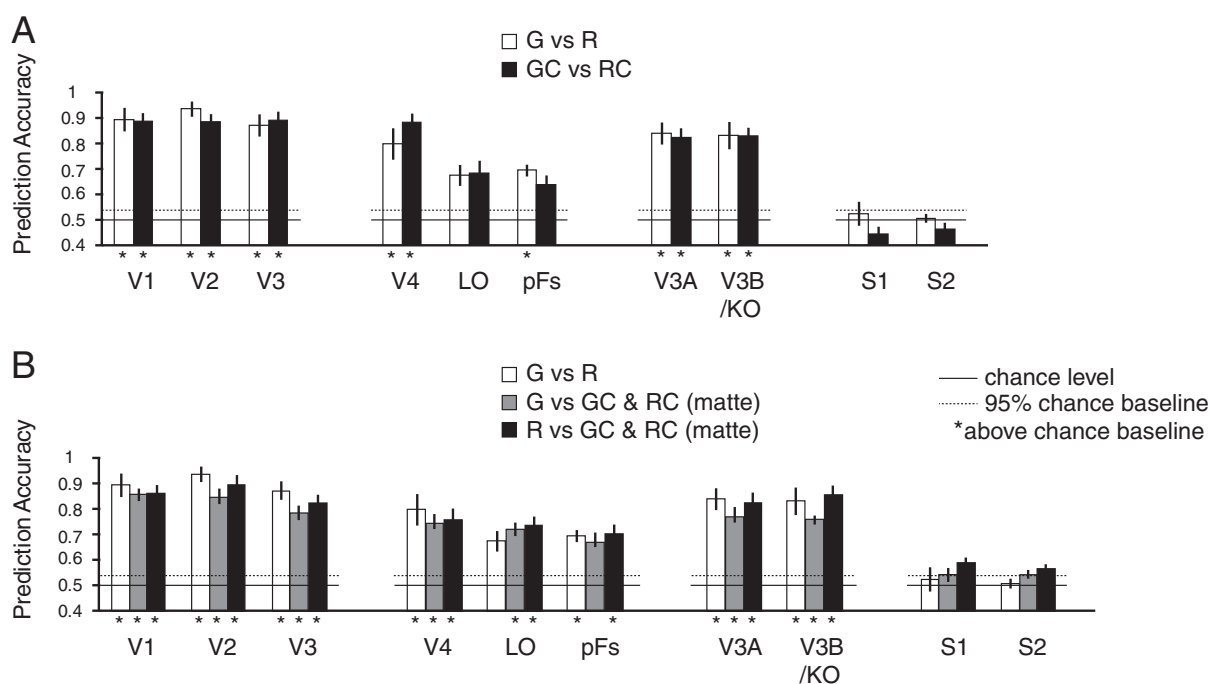 A
G vs R
GC vs RC
Prediction Accuracy
1
0.9
0.8
0.7
0.6
0.5
0.4
* * * * * * * * * * * * *
V1 V2 V3 V4 LO pFs V3A V3B /KO S1 S2
B
G vs R
G vs GC & RC (matte)
R vs GC & RC (matte)
chance level
95% chance baseline
*above chance baseline
Prediction Accuracy
1
0.9
0.8
0.7
0.6
0.5
0.4
* * * * * * * * * * * * * * * * * * * * * *
V1 V2 V3 V4 LO pFs V3A V3B /KO S1 S2